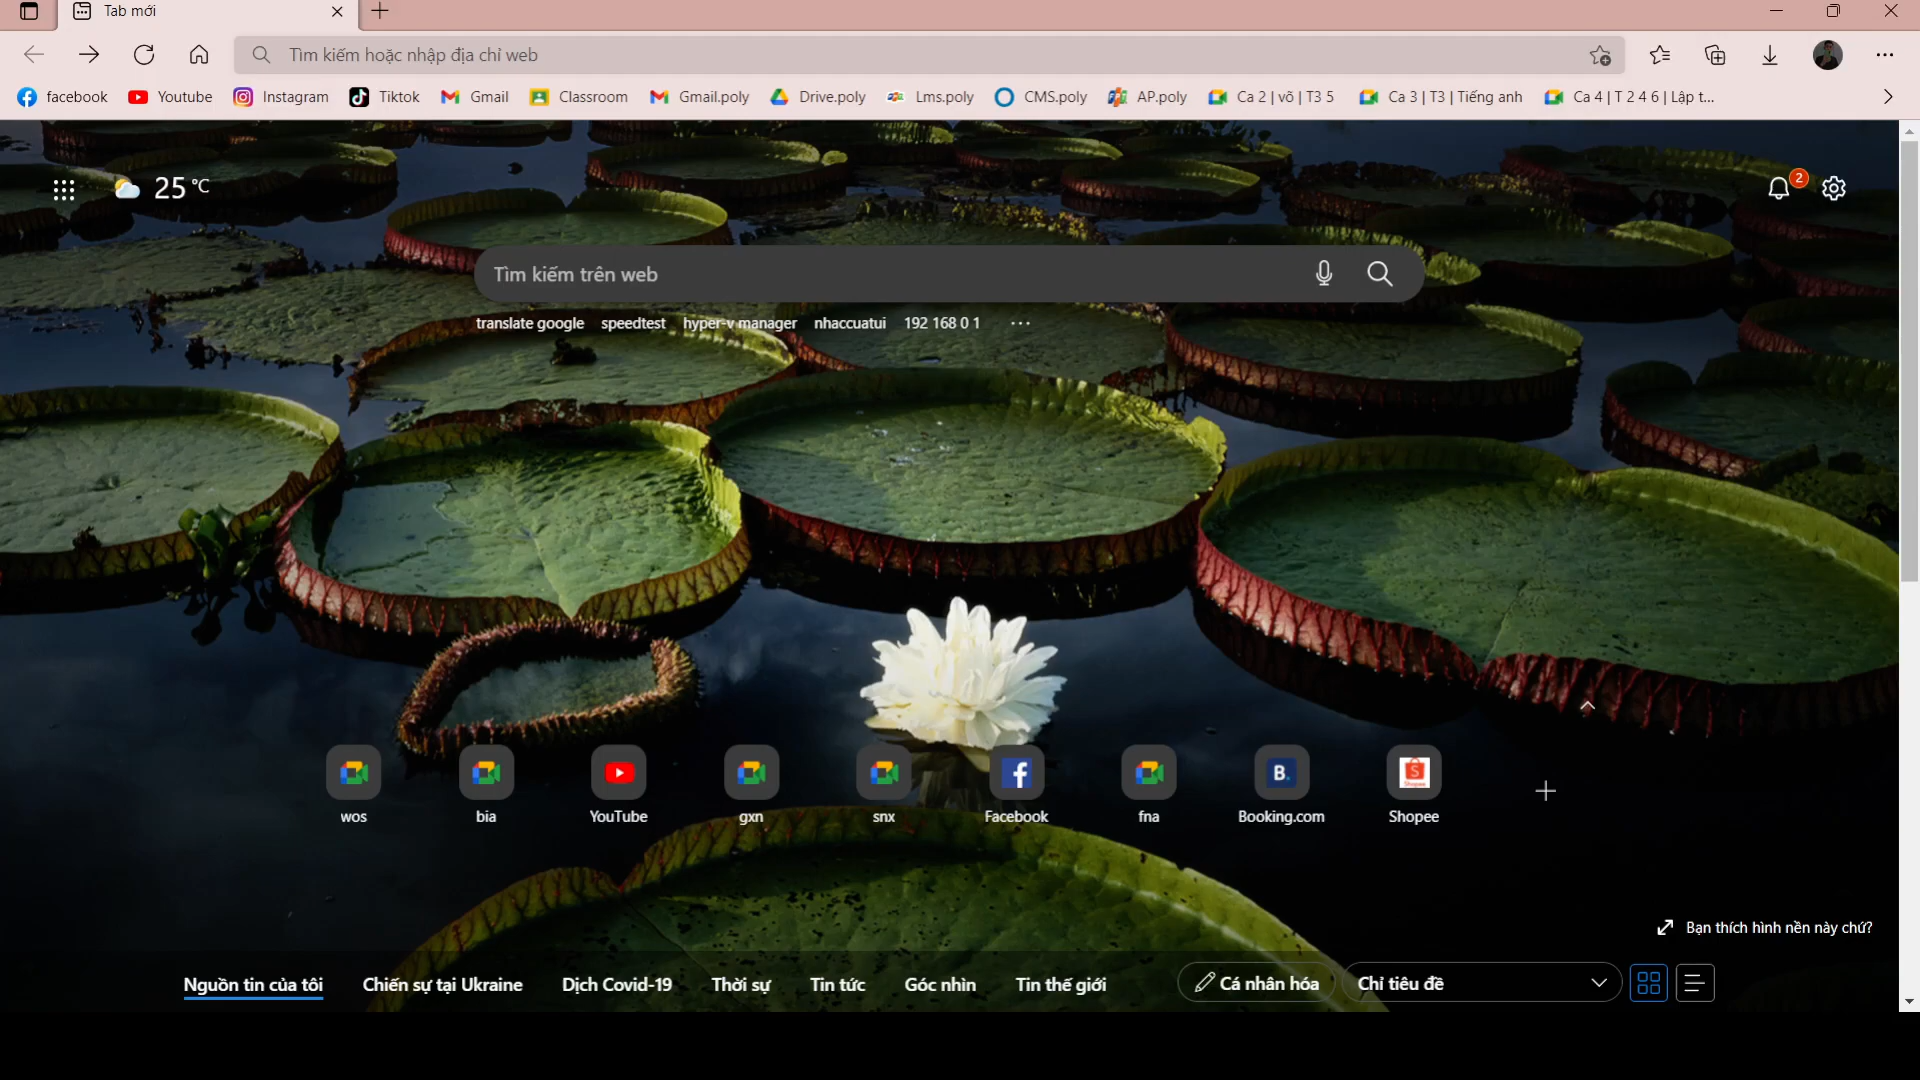 Tab mới
Tìm kiếm hoặc nhập địa chỉ web
facebook Youtube Instagram Tiktok Gmail Classroom Gmail.poly Drive.poly Lms.poly CMS.poly AP.poly Ca 2 | võ | T3 5 Ca 3 | T3 | Tiếng anh Ca 4 | T 2 4 6 | Lập t...
25 °C
2
Tìm kiếm trên web
translate google speedtest hyper-v manager nhaccuatui 192 168 0 1 ...
wos bia YouTube gxn snx Facebook fna Booking.com Shopee
Bạn thích hình nền này chứ?
Nguồn tin của tôi Chiến sự tại Ukraine Dịch Covid-19 Thời sự Tin tức Góc nhìn Tin thế giới Cá nhân hóa Chỉ tiêu đề